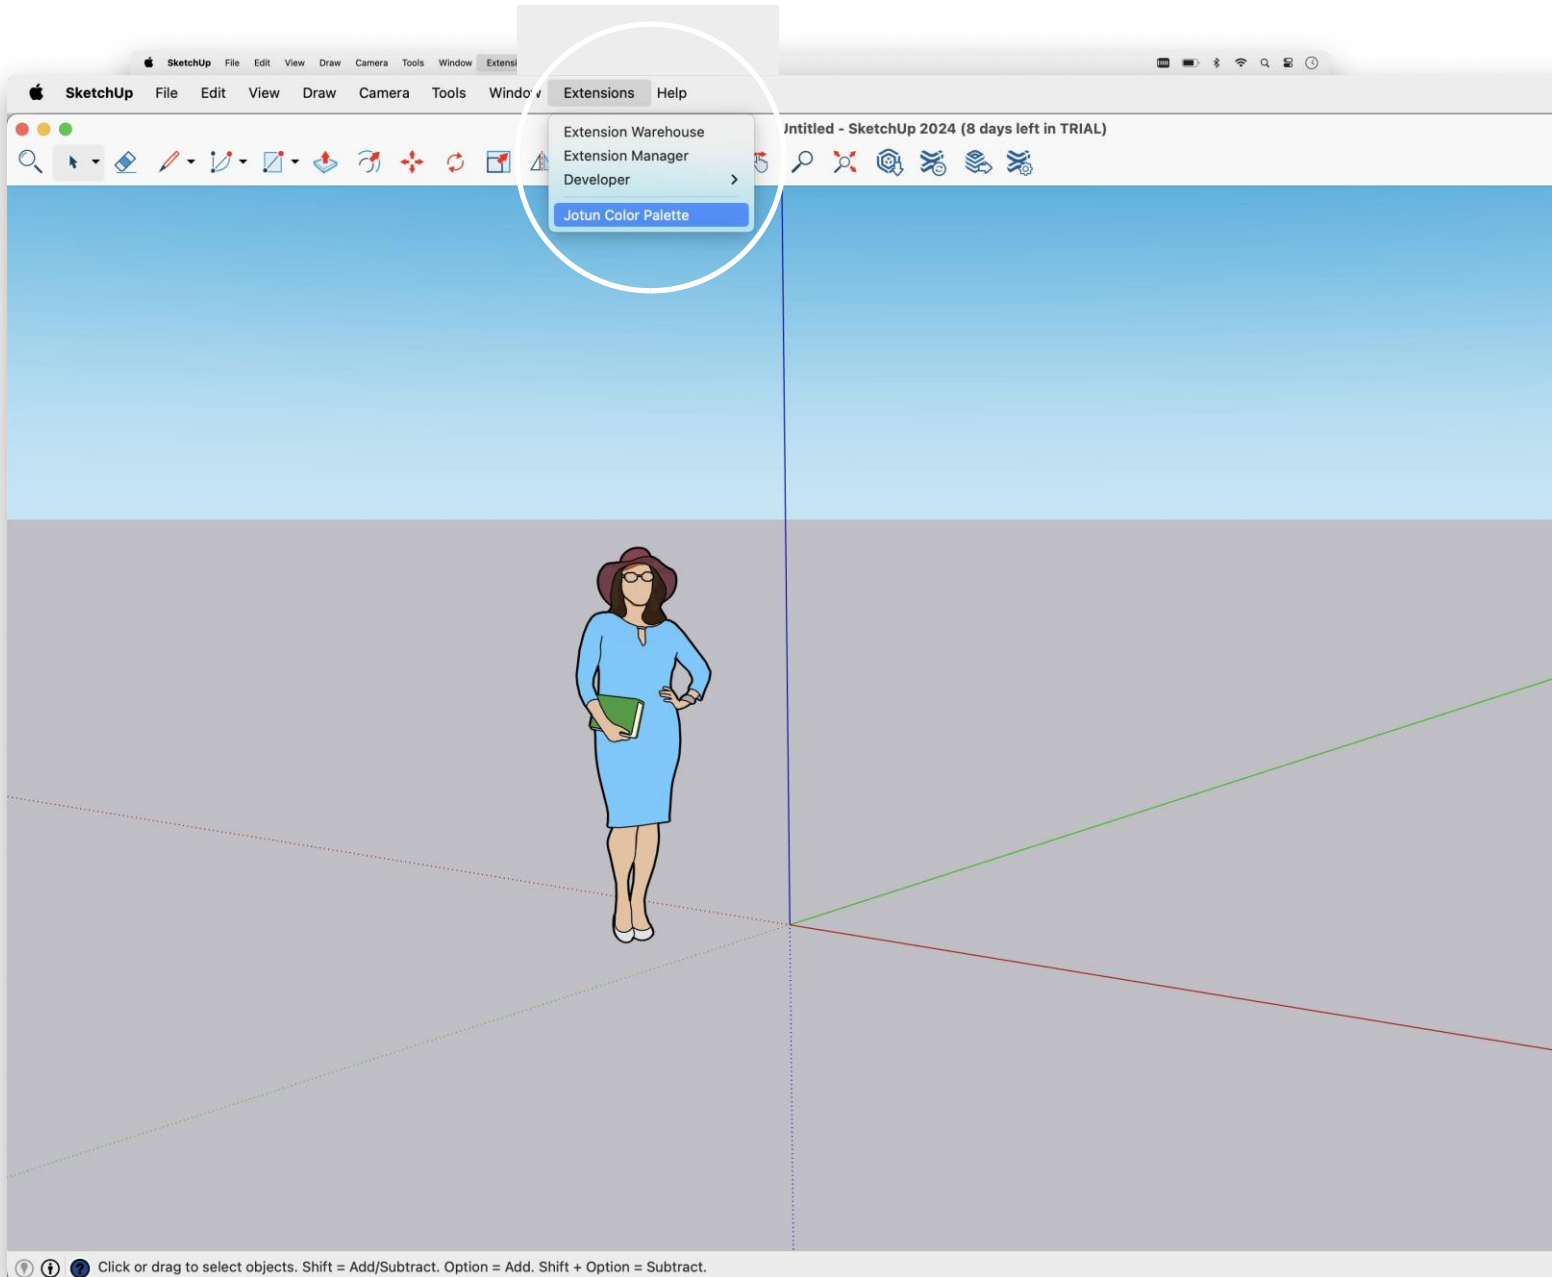 SketchUp File Edit View Draw Camera Tools Window Extensi
SketchUp File Edit View Draw Camera Tools Window Extensions Help
Untitled - SketchUp 2024 (8 days left in TRIAL)
Extension Warehouse
Extension Manager
Developer
Jotun Color Palette
Click or drag to select objects. Shift = Add/Subtract. Option = Add. Shift + Option = Subtract.